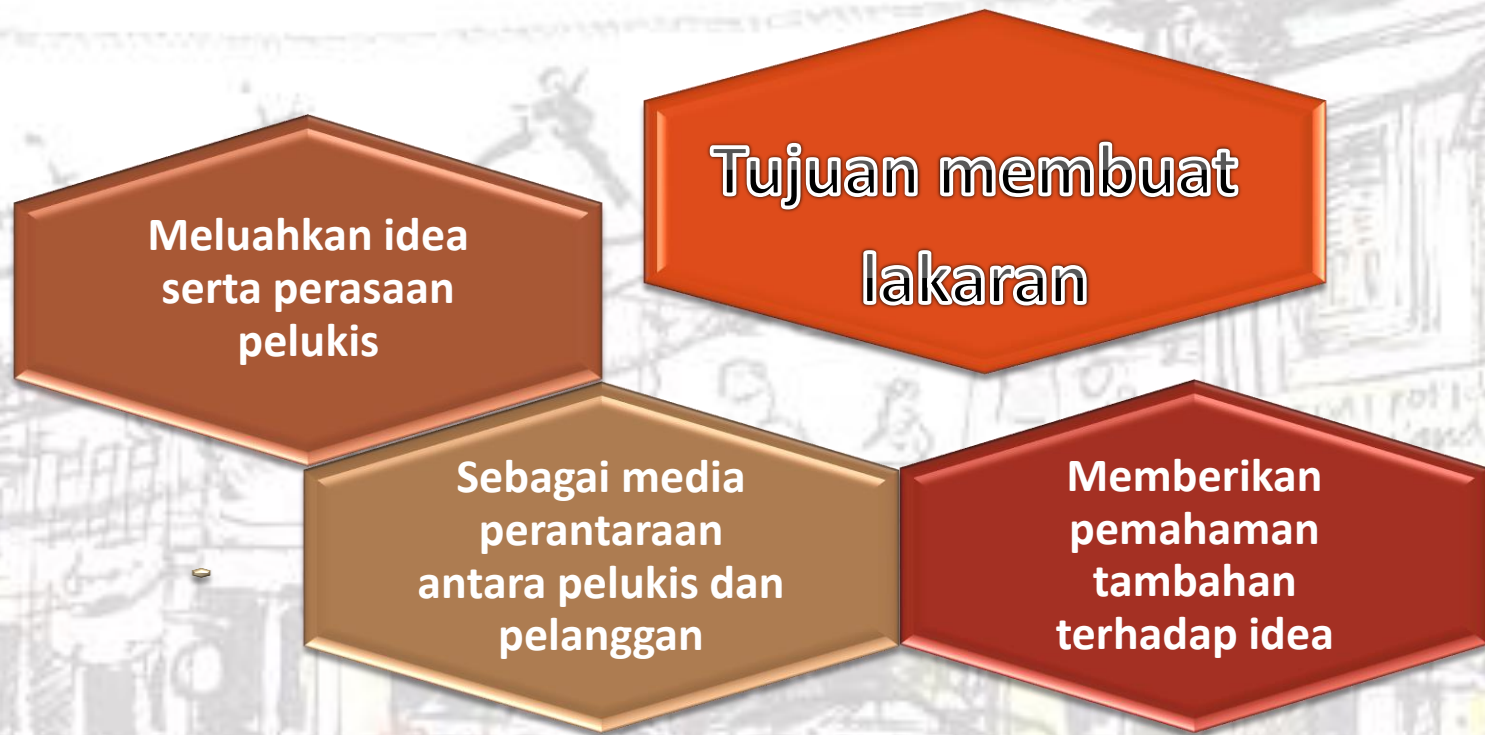 Tujuan membuat
lakaran
Meluahkan idea
serta perasaan
pelukis
Sebagai media
perantaraan
antara pelukis dan
pelanggan
Memberikan
pemahaman
tambahan
terhadap idea